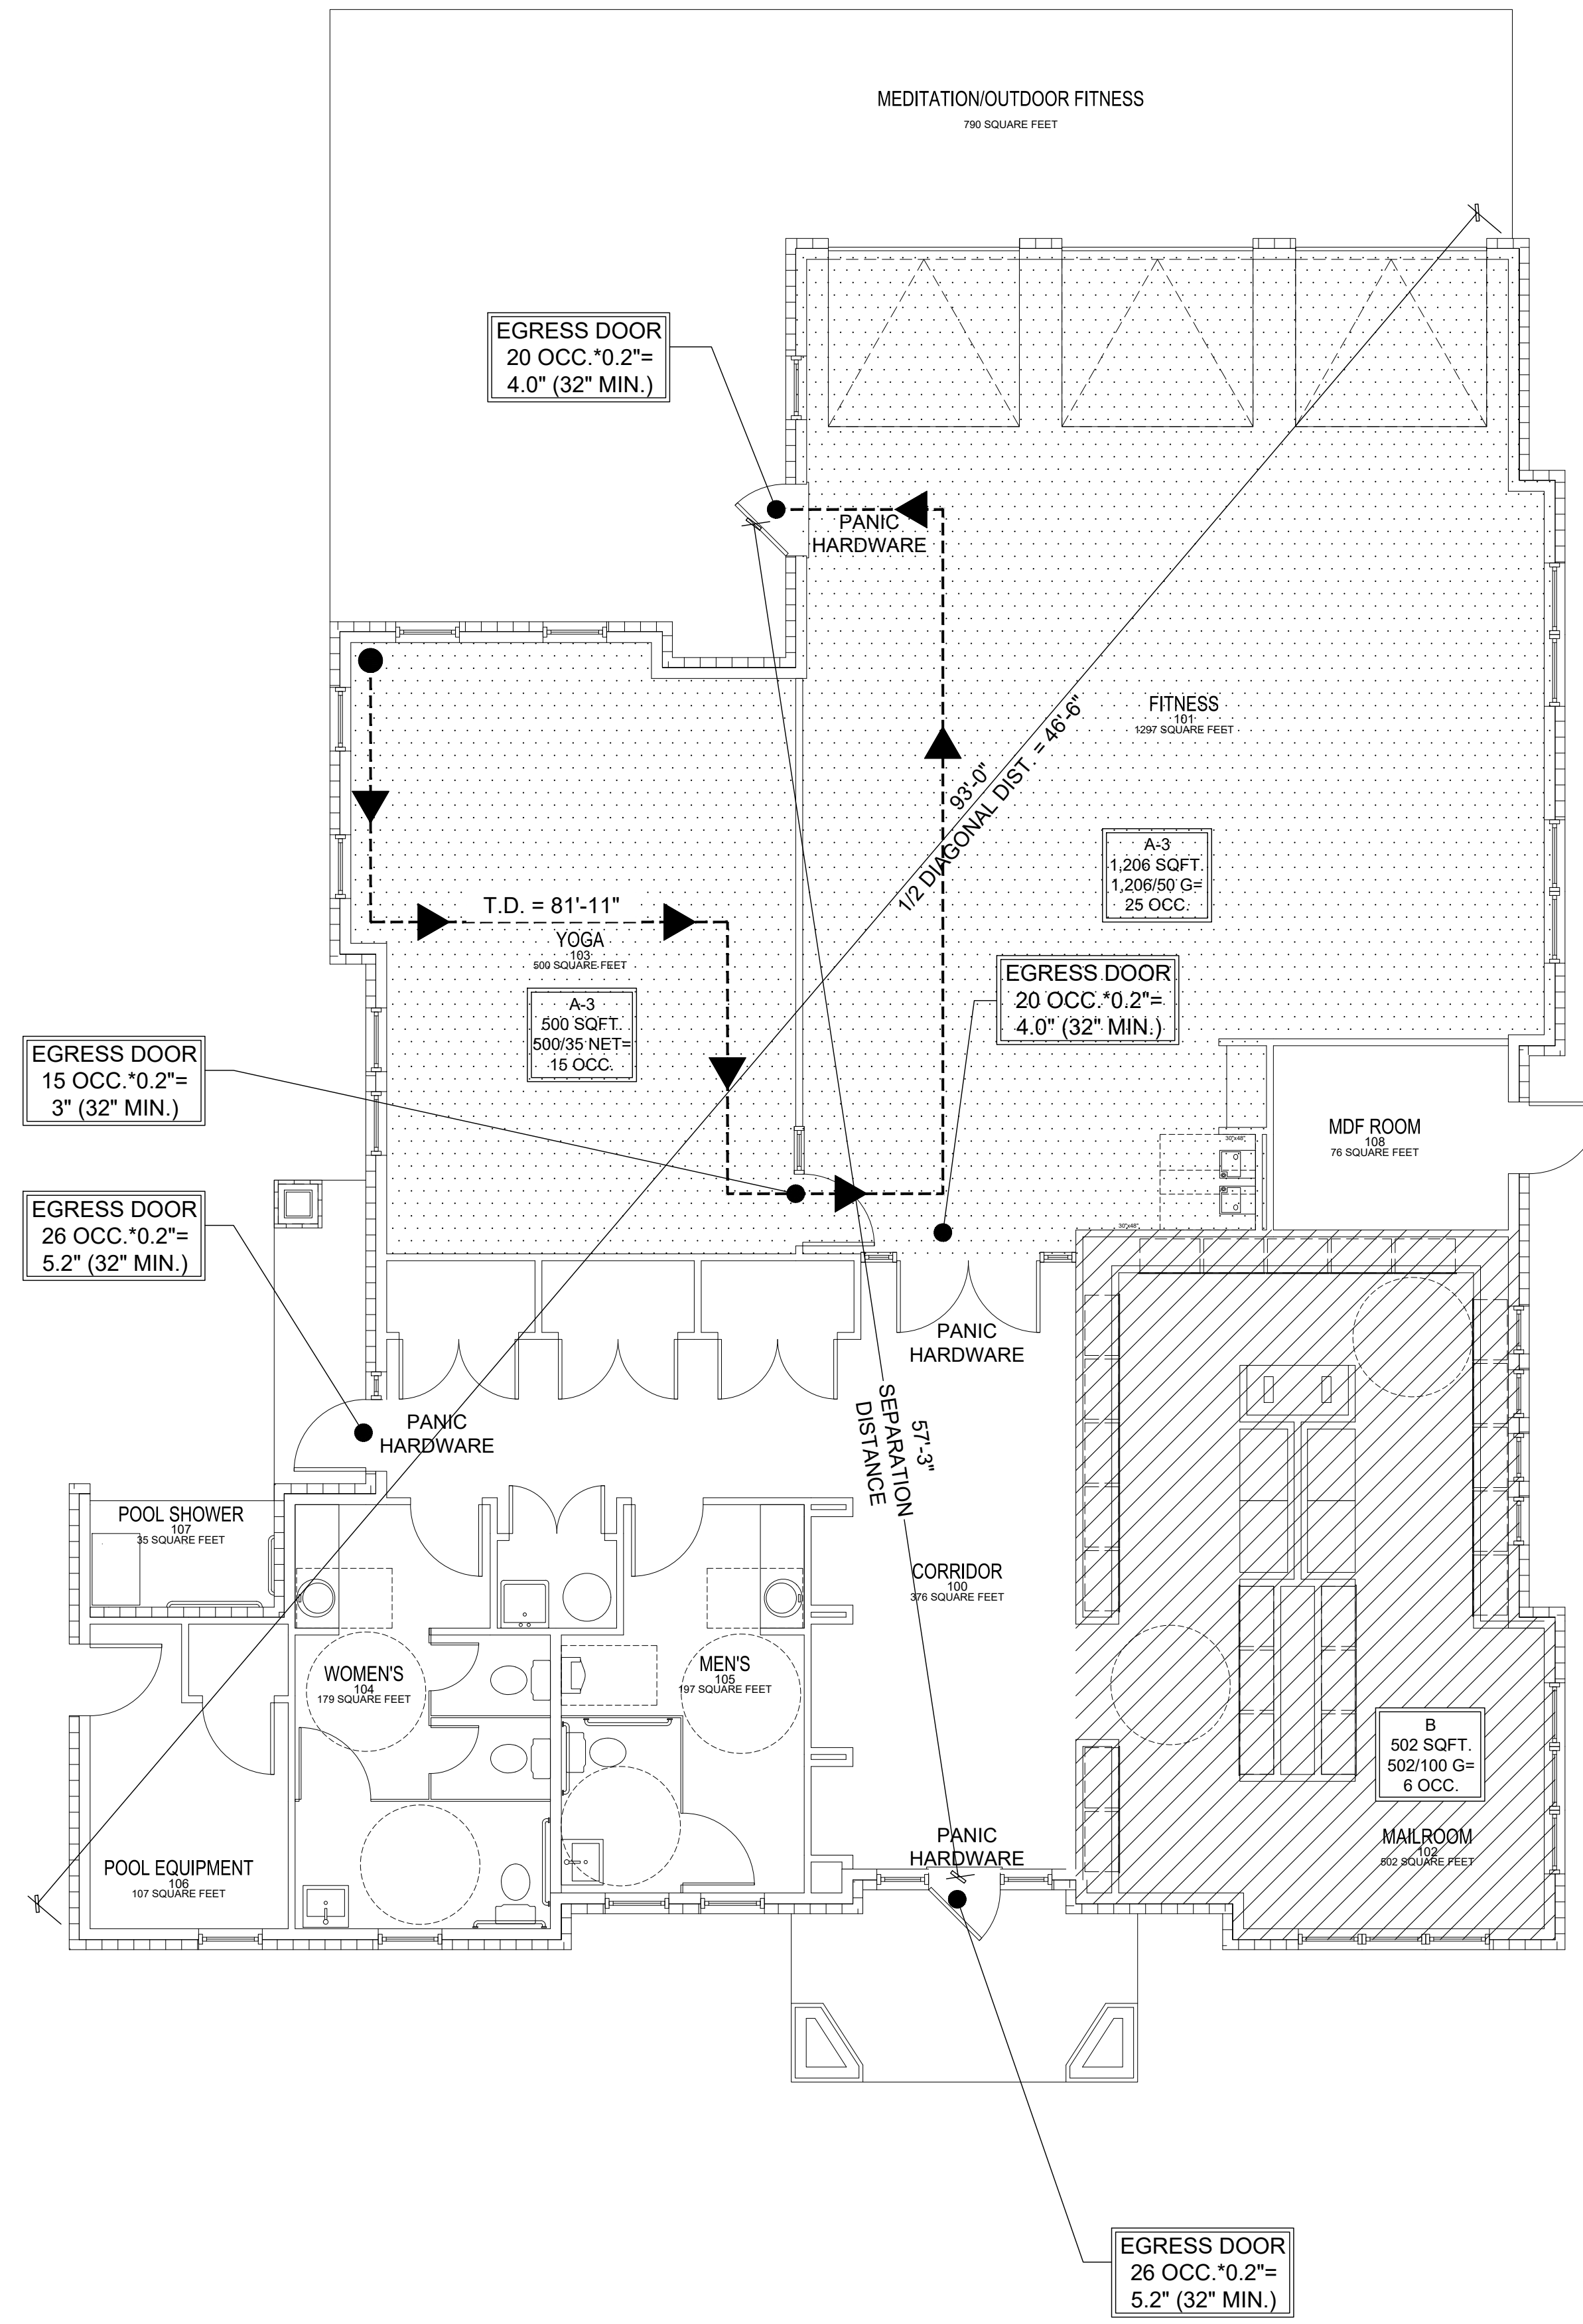 MEDITATION/OUTDOOR FITNESS
790 SQUARE FEET
EGRESS DOOR
20 OCC.*0.2"=
4.0" (32" MIN.)
PANIC
HARDWARE
FITNESS
101
1297 SQUARE FEET
93'-0"
1/2 DIAGONAL DIST. = 46'-6"
A-3
1,206 SQFT.
1,206/50 G=
25 OCC.
T.D. = 81'-11"
YOGA
103
500 SQUARE FEET
A-3
500 SQFT.
500/35 NET=
15 OCC.
EGRESS DOOR
20 OCC.*0.2"=
4.0" (32" MIN.)
EGRESS DOOR
15 OCC.*0.2"=
3" (32" MIN.)
MDF ROOM
108
76 SQUARE FEET
30"x48"
30"x48"
EGRESS DOOR
26 OCC.*0.2"=
5.2" (32" MIN.)
PANIC
HARDWARE
PANIC
HARDWARE
57'-3"
SEPARATION
DISTANCE
POOL SHOWER
107
35 SQUARE FEET
CORRIDOR
100
376 SQUARE FEET
WOMEN'S
104
179 SQUARE FEET
MEN'S
105
197 SQUARE FEET
B
502 SQFT.
502/100 G=
6 OCC.
MAILROOM
102
502 SQUARE FEET
PANIC
HARDWARE
POOL EQUIPMENT
106
107 SQUARE FEET
EGRESS DOOR
26 OCC.*0.2"=
5.2" (32" MIN.)